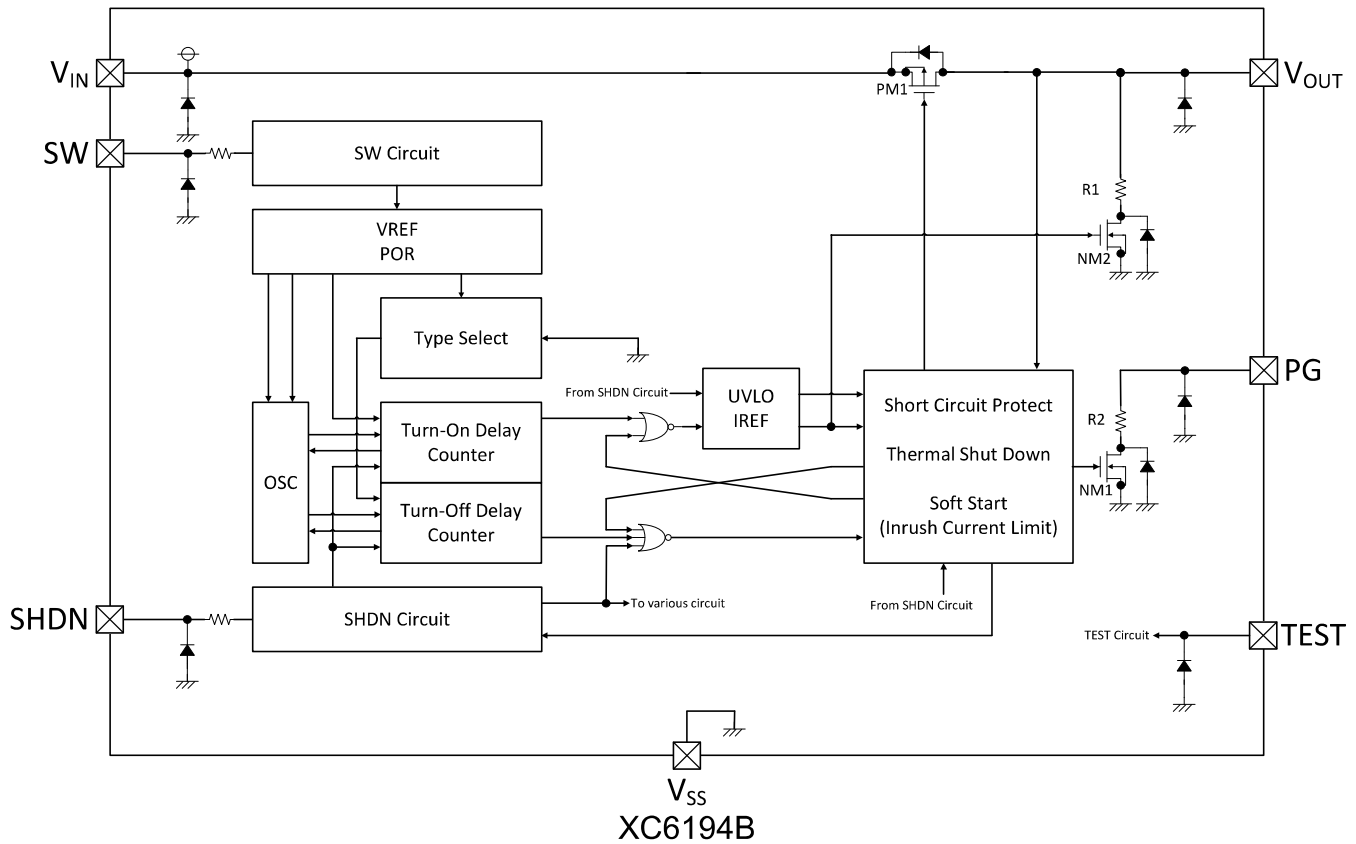 VIN
PM1
VOUT
SW
SW Circuit
R1
VREF
POR
NM2
Type Select
From SHDN Circuit
UVLO
IREF
PG
Short Circuit Protect
Turn-On Delay
Counter
R2
Thermal Shut Down
OSC
NM1
Turn-Off Delay
Counter
Soft Start
(Inrush Current Limit)
SHDN
SHDN Circuit
To various circuit
From SHDN Circuit
TEST Circuit
TEST
VSS
XC6194B